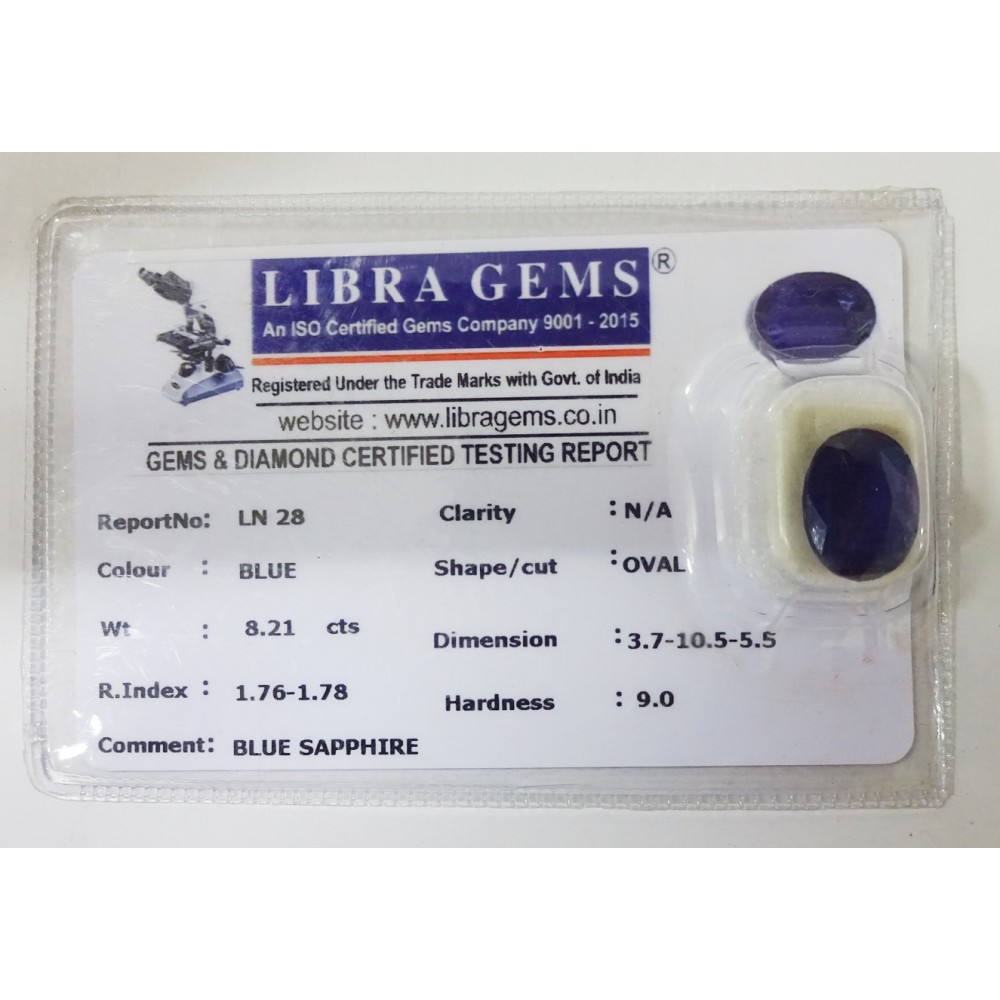 LIBRA GEMS ®
An ISO Certified Gems Company 9001 - 2015
Registered Under the Trade Marks with Govt. of India
website : www.libragems.co.in
GEMS & DIAMOND CERTIFIED TESTING REPORT
ReportNo: LN 28 Clarity : N/A
Colour : BLUE Shape/cut : OVAL
Wt : 8.21 cts Dimension : 3.7-10.5-5.5
R.Index : 1.76-1.78 Hardness : 9.0
Comment: BLUE SAPPHIRE